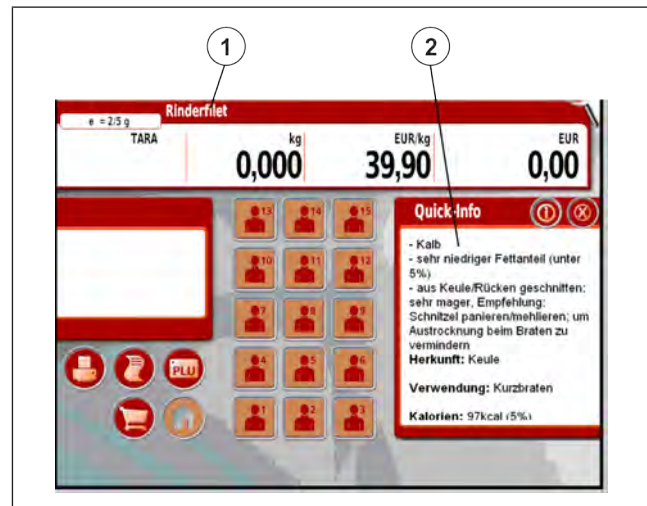 1
2
Rinderfilet
e = 2/5 g
TARA
kg
EUR/kg
EUR
0,000
39,90
0,00
Quick-Info
- Kalb
- sehr niedriger Fettanteil (unter
5%)
- aus Keule/Rücken geschnitten;
sehr mager, Empfehlung:
Schnitzel panieren/mehlieren; um
Austrocknung beim Braten zu
vermindern
Herkunft: Keule
Verwendung: Kurzbraten
Kalorien: 97kcal (5%)
13
14
15
10
11
12
7
8
9
4
5
6
PLU
1
2
3